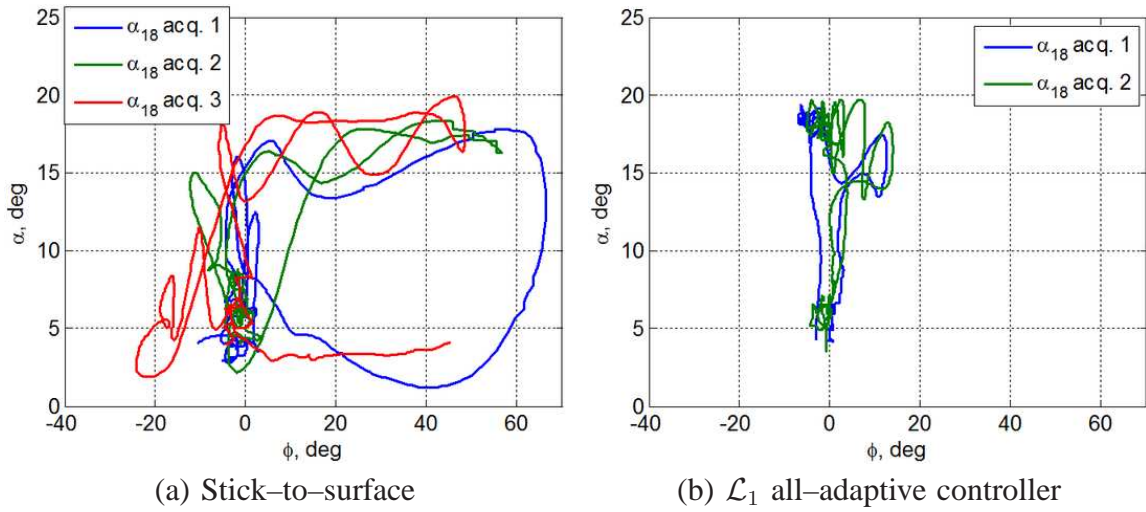 25
20
15
10
5
0
α, deg
-40 -20 0 20 40 60
ϕ, deg
α18 acq. 1
α18 acq. 2
α18 acq. 3
(a) Stick–to–surface
25
20
15
10
5
0
α, deg
-40 -20 0 20 40 60
ϕ, deg
α18 acq. 1
α18 acq. 2
(b) ℒ1 all–adaptive controller